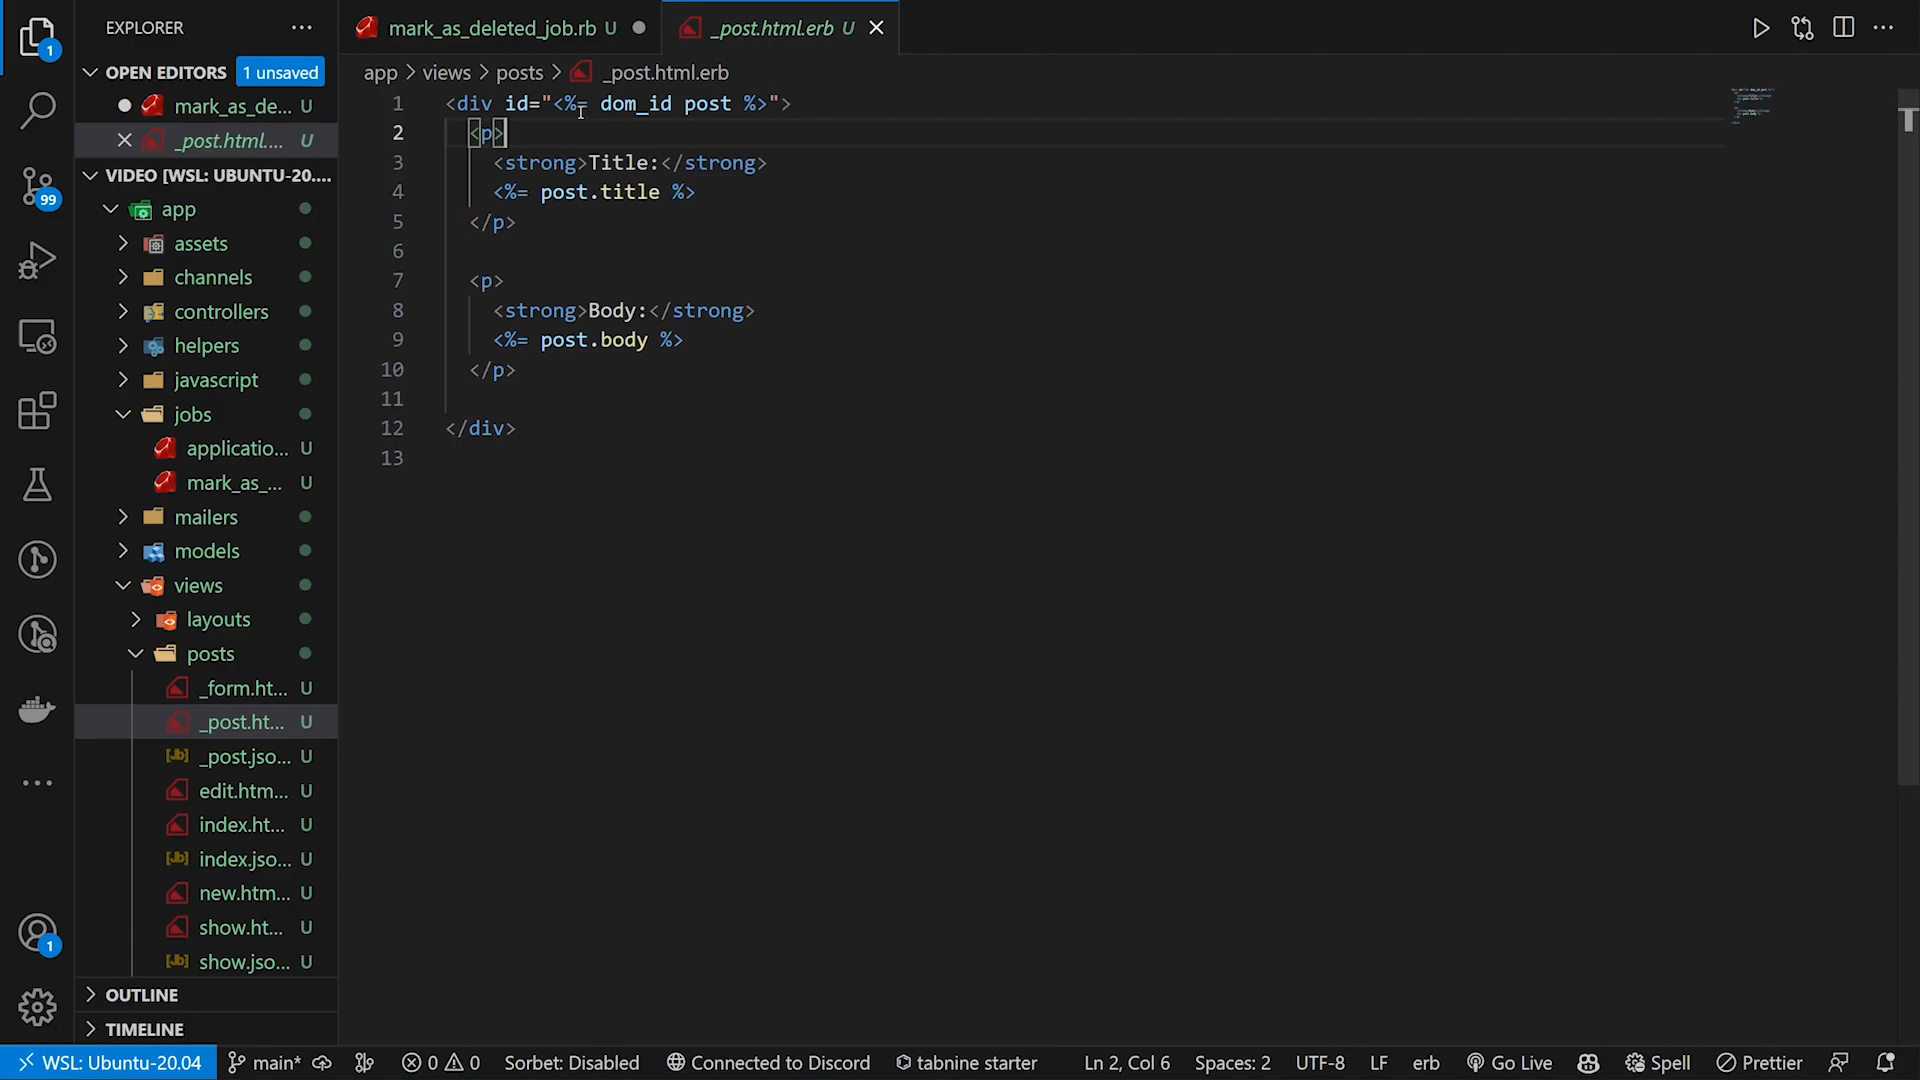 EXPLORER
OPEN EDITORS
1 unsaved
mark_as_de... U
_post.html.... U
VIDEO [WSL: UBUNTU-20....
app
assets
channels
controllers
helpers
javascript
jobs
applicatio... U
mark_as_... U
mailers
models
views
layouts
posts
_form.ht... U
_post.ht... U
_post.jso... U
edit.htm... U
index.ht... U
index.jso... U
new.htm... U
show.ht... U
show.jso... U
OUTLINE
TIMELINE
1
99
1
mark_as_deleted_job.rb U
_post.html.erb U
app > views > posts > _post.html.erb
1 <div id="<%= dom_id post %>">
2 <p>
3 <strong>Title:</strong>
4 <%= post.title %>
5 </p>
6
7 <p>
8 <strong>Body:</strong>
9 <%= post.body %>
10 </p>
11
12 </div>
13
T
WSL: Ubuntu-20.04 main* 0 0 Sorbet: Disabled Connected to Discord tabnine starter Ln 2, Col 6 Spaces: 2 UTF-8 LF erb Go Live Spell Prettier